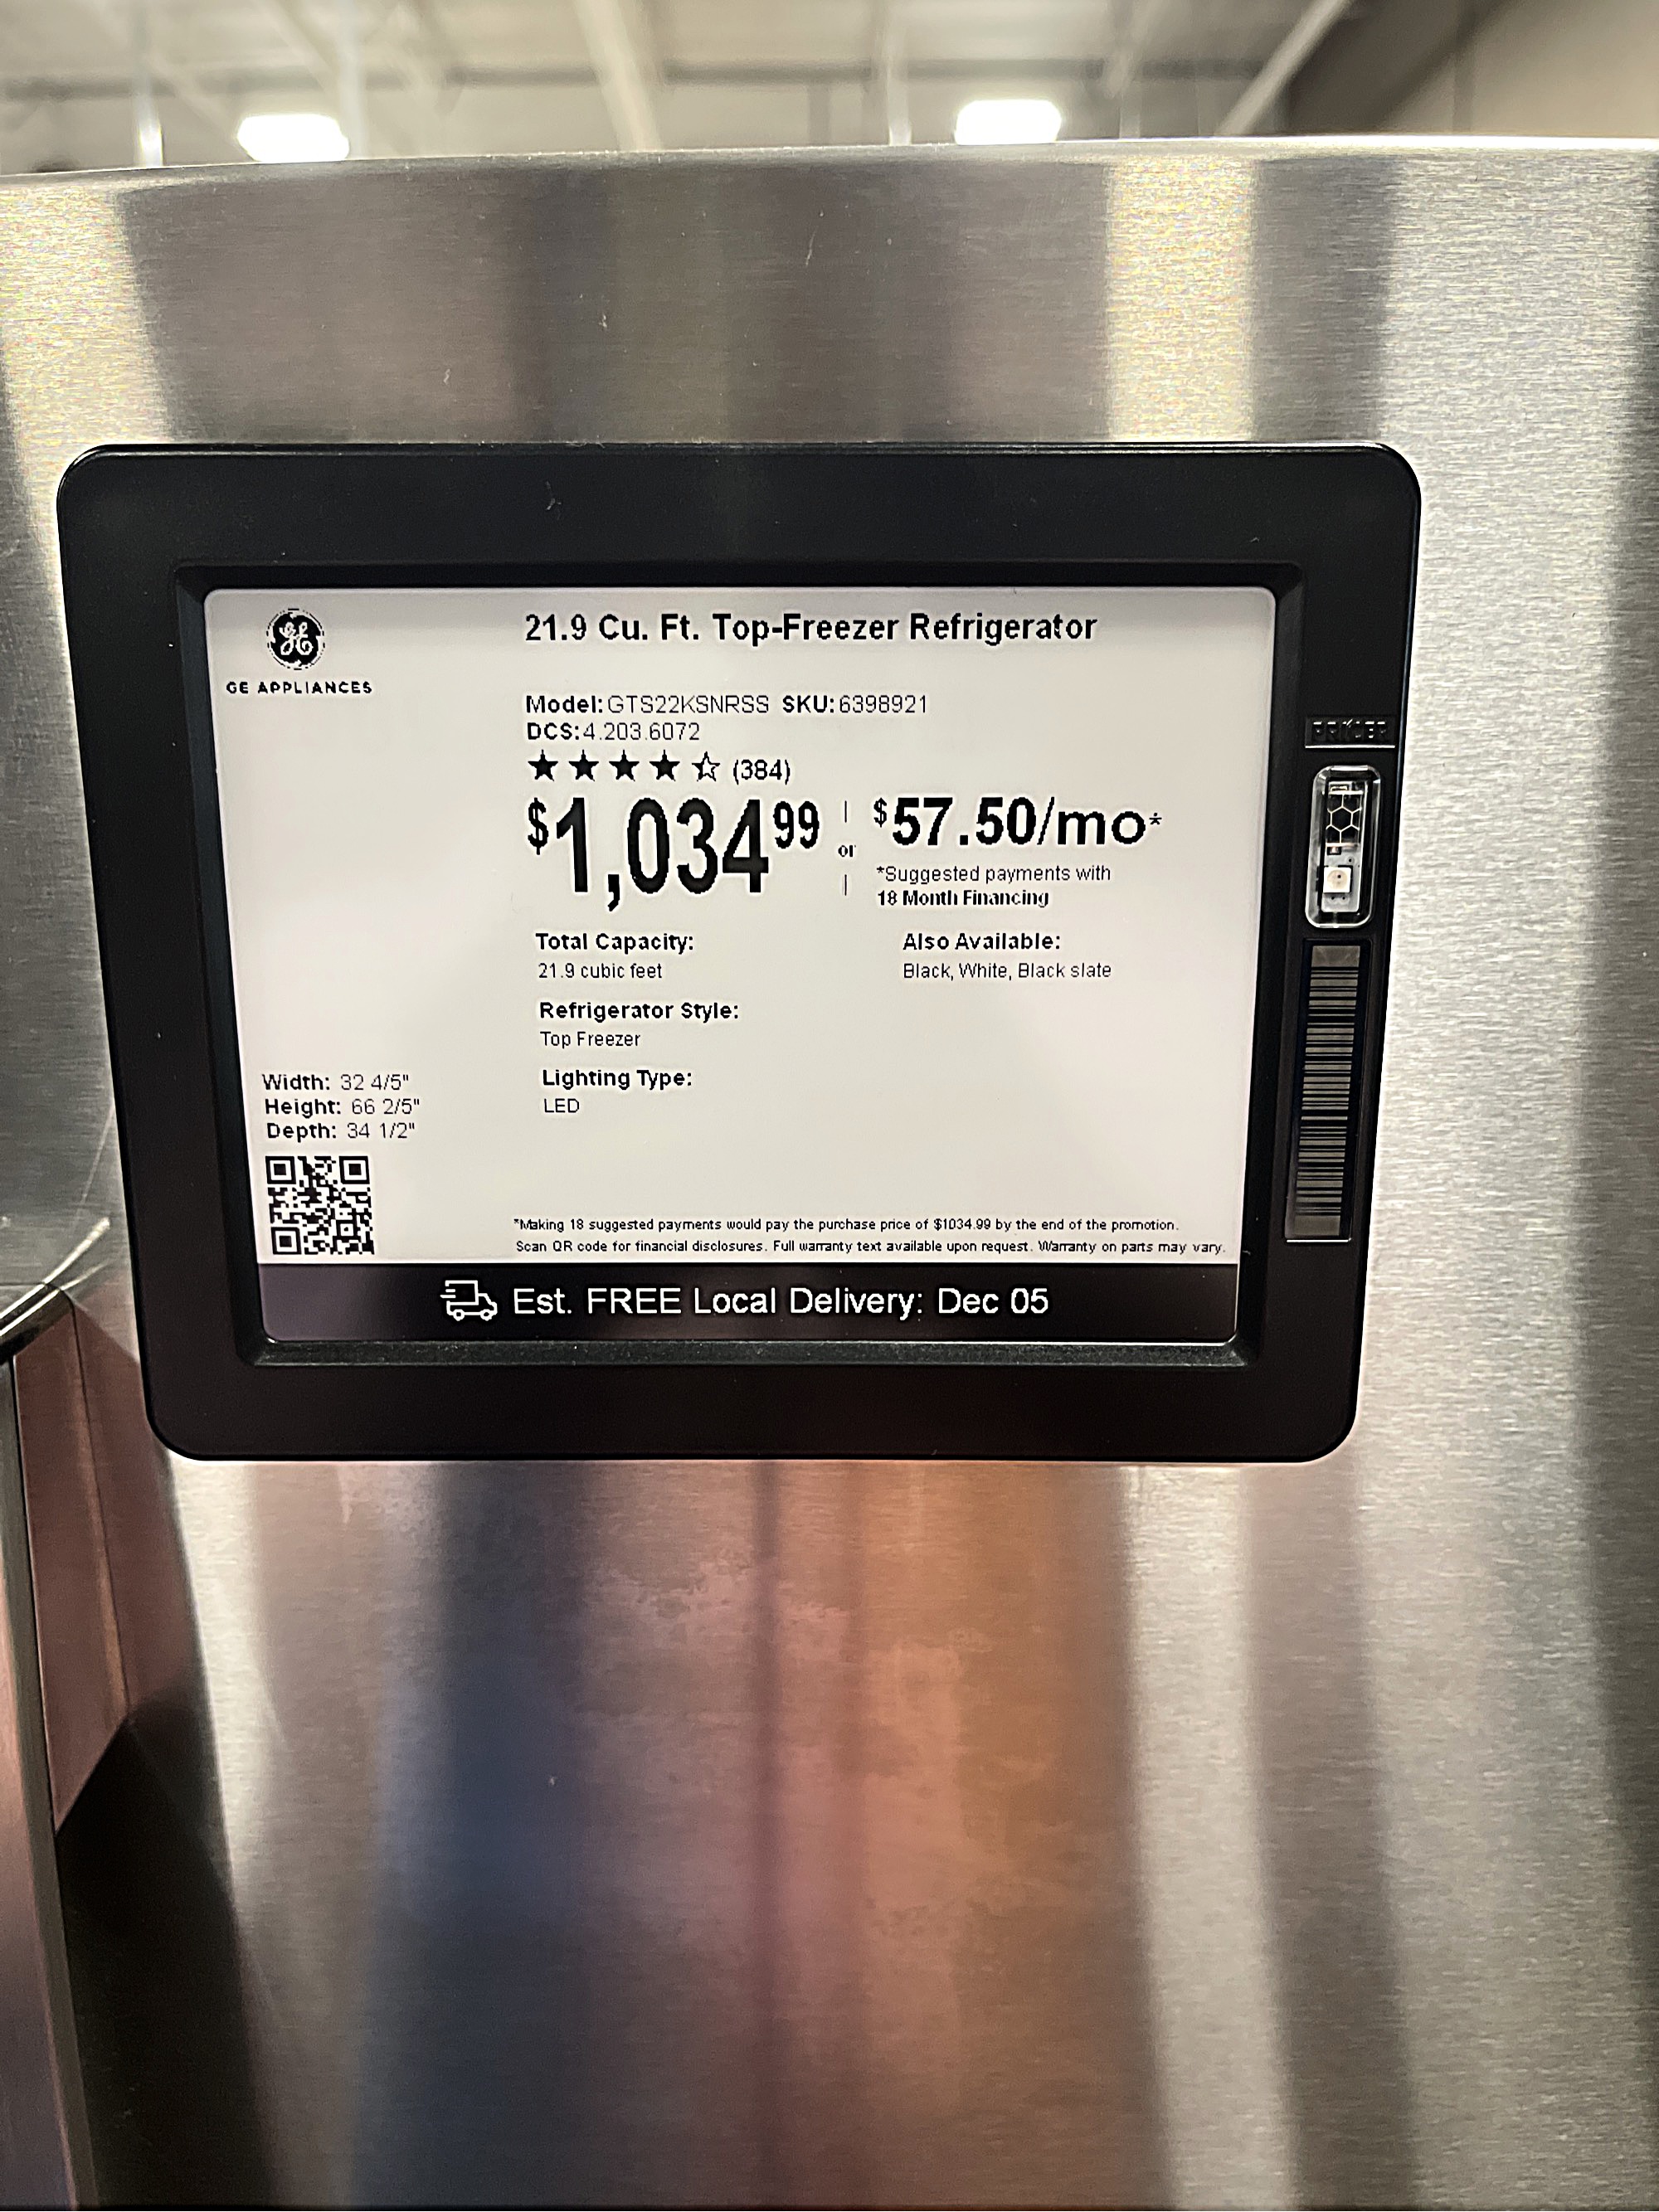 GE APPLIANCES
21.9 Cu. Ft. Top-Freezer Refrigerator
Model: GTS22KSNRSS SKU: 6398921
DCS: 4.203.6072
(384)
$1,034 99
or
$57.50/mo*
*Suggested payments with
18 Month Financing
Total Capacity:
21.9 cubic feet
Also Available:
Black, White, Black slate
Refrigerator Style:
Top Freezer
Lighting Type:
LED
Width: 32 4/5"
Height: 66 2/5"
Depth: 34 1/2"
*Making 18 suggested payments would pay the purchase price of $1034.99 by the end of the promotion.
Scan QR code for financial disclosures. Full warranty text available upon request. Warranty on parts may vary.
Est. FREE Local Delivery: Dec 05
PRICER